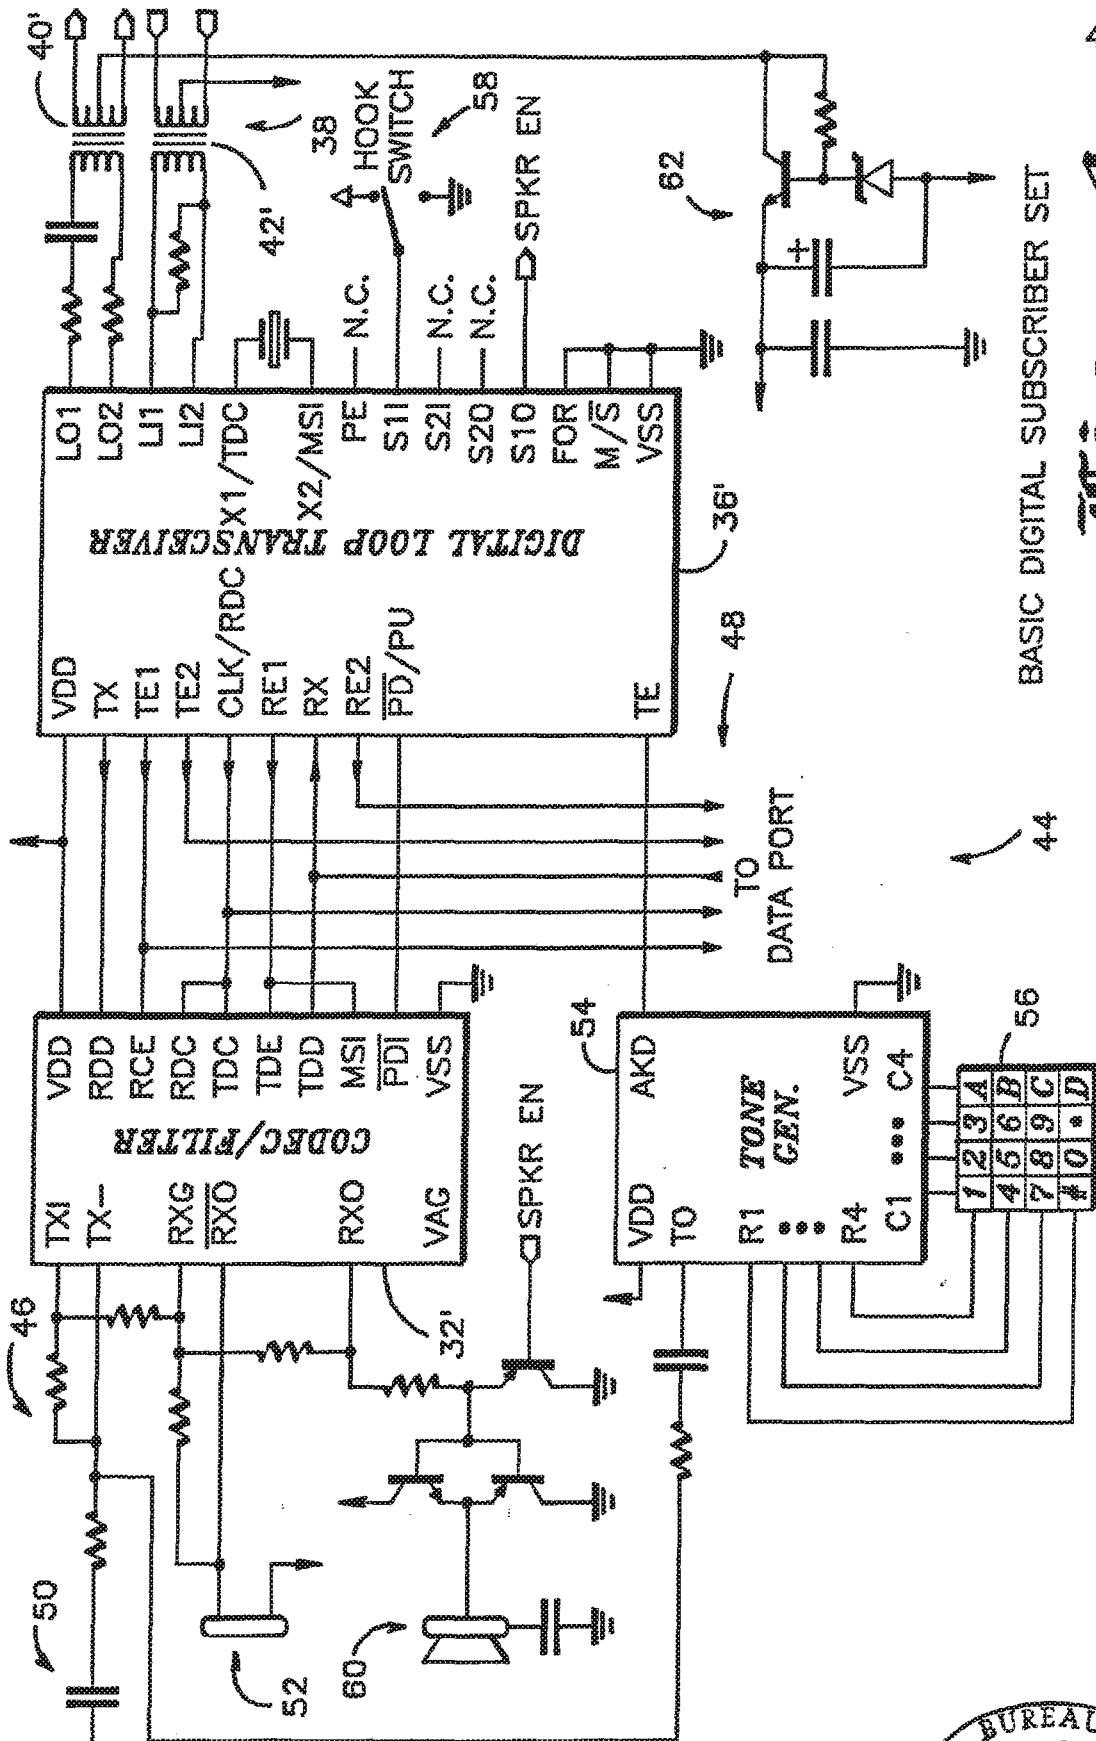 40'
38
42'
HOOK
SWITCH
58
N.C.
N.C.
N.C.
SPKR EN
62
LO1
LO2
LI1
LI2
X1/TDC
X2/MSI
PE
S1I
S2I
S2O
S1O
FOR
M/S
VSS
DIGITAL LOOP TRANSCEIVER
VDD
TX
TE1
TE2
CLK/RDC
RE1
RX
RE2
PD/PU
TE
36'
48
TO
DATA PORT
44
VDD
RDD
RCE
RDC
TDC
TDE
TDD
MSI
PDI
VSS
CODEC/FILTER
TXI
TX-
RXG
RXO
RXO
VAG
32'
46
50
52
60
SPKR EN
54
AKD
VSS
TONE
GEN.
VDD
TO
R1
•••
R4
C1 ••• C4
56
1 2 3 A
4 5 6 B
7 8 9 C
# 0 • D
BASIC DIGITAL SUBSCRIBER SET
BUREAU